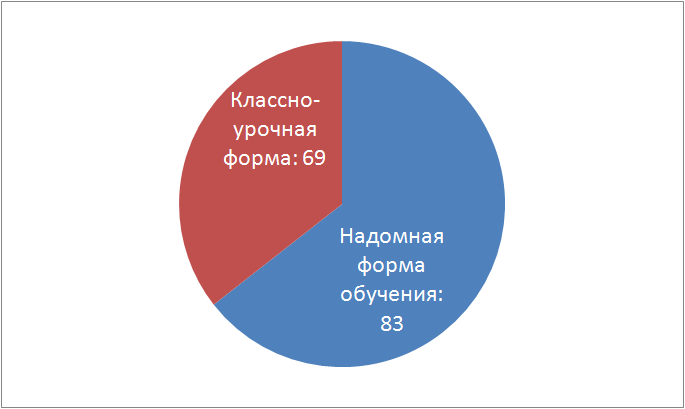 Классно-
урочная
форма: 69
Надомная
форма
обучения:
83